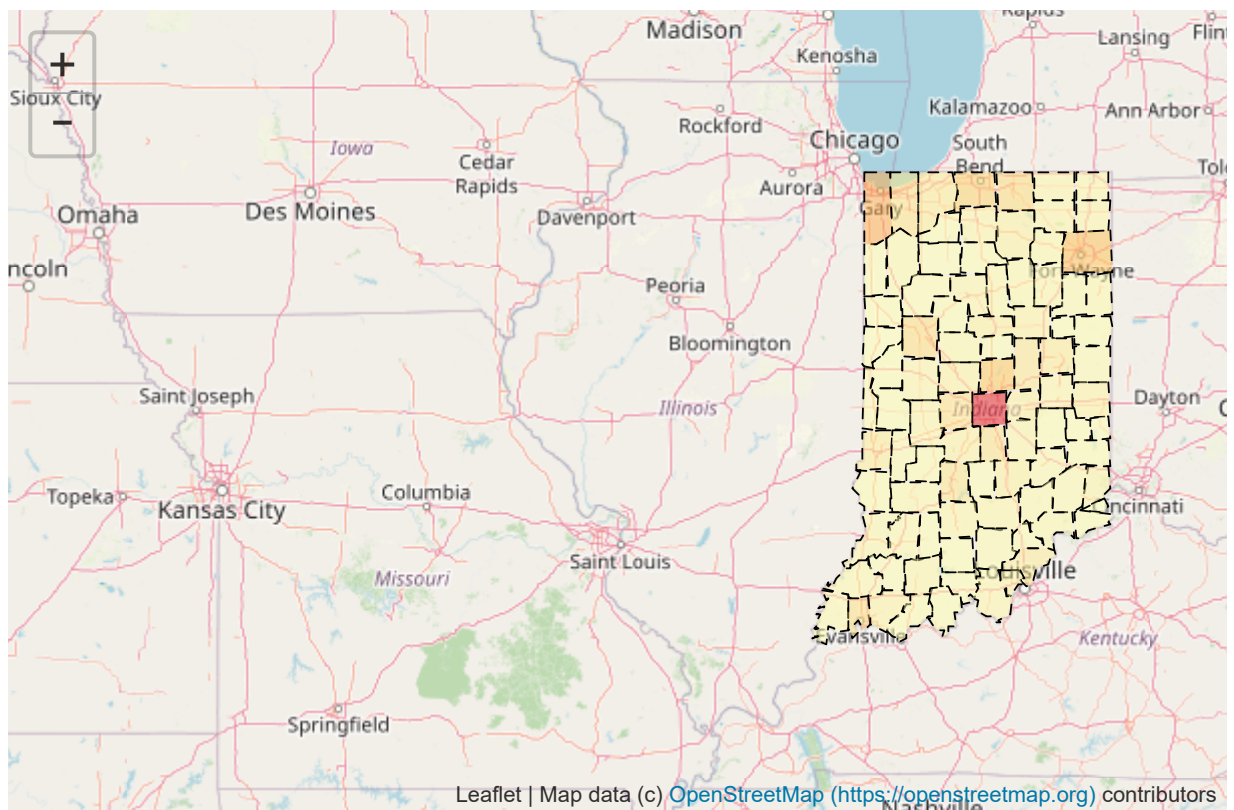 Rapids
Madison
Lansing
Flint
Kenosha
+
Sioux City
−
Kalamazoo
Ann Arbor
Rockford
Chicago
South
Bend
Iowa
Cedar
Rapids
Aurora
Tol
Omaha
Des Moines
Davenport
Gary
ncoln
Fort Wayne
Peoria
Bloomington
Saint Joseph
Illinois
Indiana
Dayton
C
Topeka
Kansas City
Columbia
Cincinnati
Saint Louis
Missouri
Louisville
Evansville
Kentucky
Springfield
Leaflet | Map data (c) OpenStreetMap (https://openstreetmap.org) contributors
Nashville